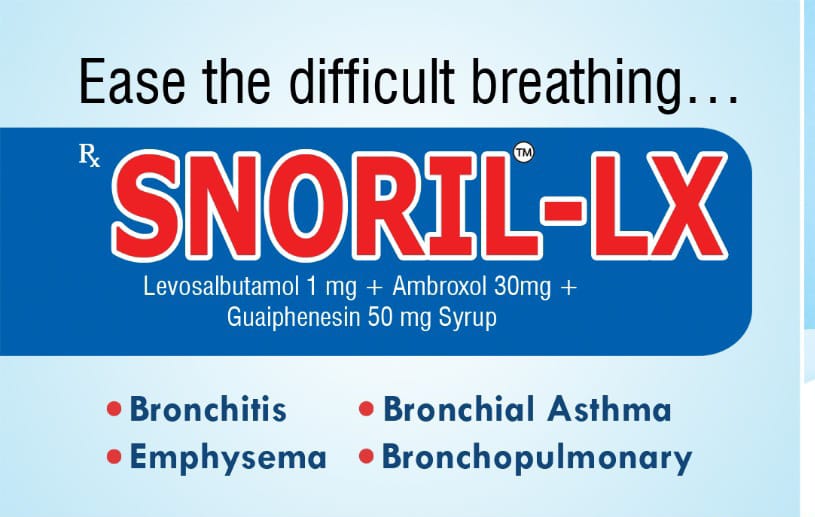 Ease the difficult breathing...
Rx SNORIL-LX™
Levosalbutamol 1 mg + Ambroxol 30mg +
Guaiphenesin 50 mg Syrup
• Bronchitis • Bronchial Asthma
• Emphysema • Bronchopulmonary